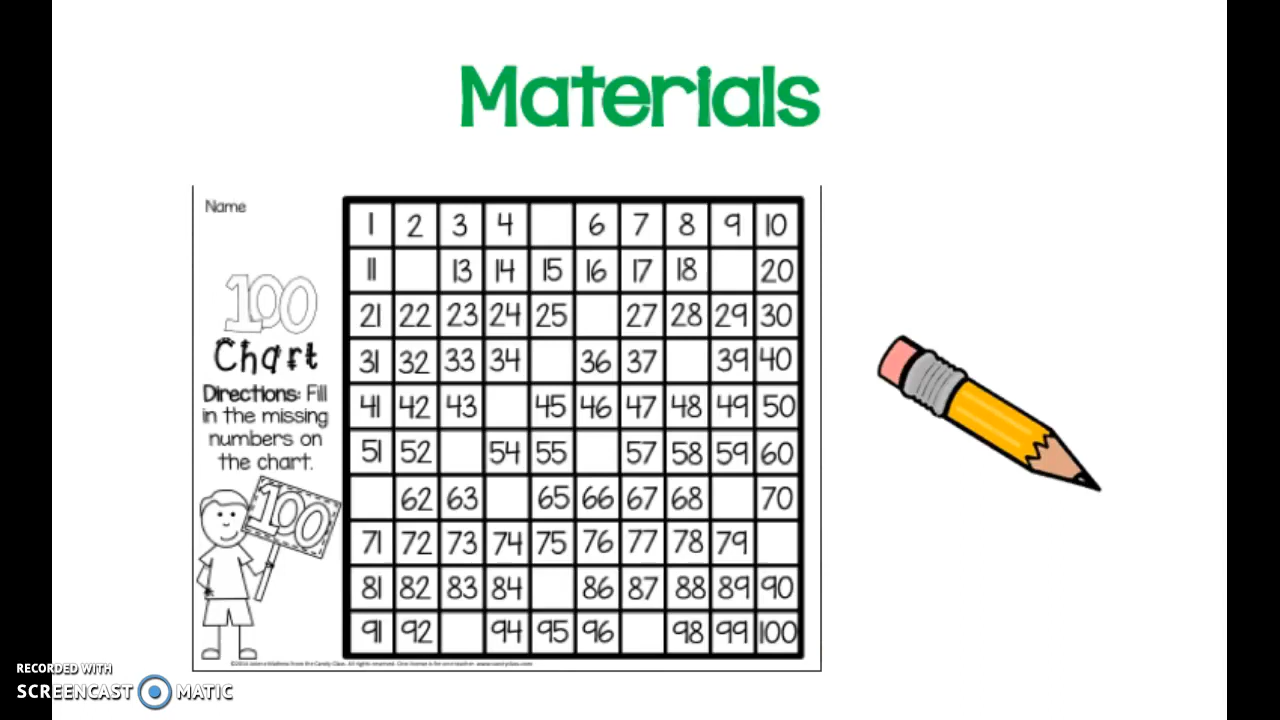 Materials
Name
100
Chart
Directions: Fill
in the missing
numbers on
the chart.
100
1 2 3 4 6 7 8 9 10
11 13 14 15 16 17 18 20
21 22 23 24 25 27 28 29 30
31 32 33 34 36 37 39 40
41 42 43 45 46 47 48 49 50
51 52 54 55 57 58 59 60
62 63 65 66 67 68 70
71 72 73 74 75 76 77 78 79
81 82 83 84 86 87 88 89 90
91 92 94 95 96 98 99 100
RECORDED WITH
SCREENCAST MATIC